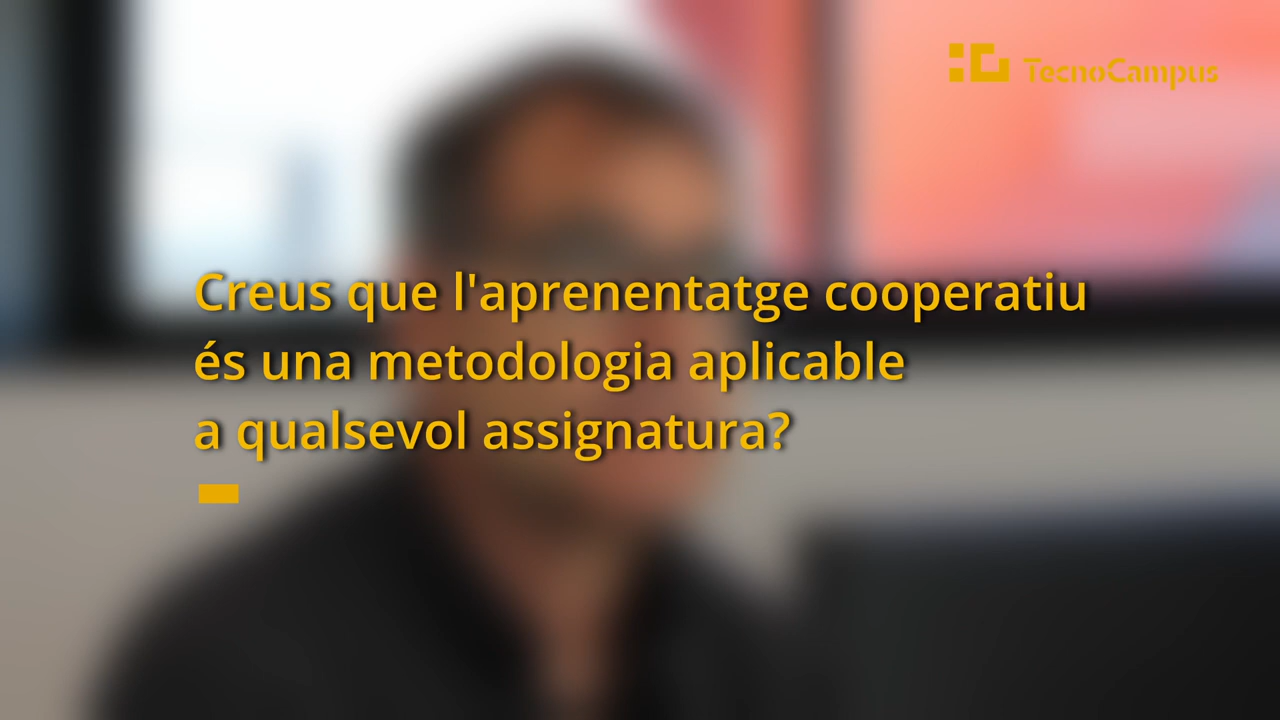 TecnoCampus
Creus que l'aprenentatge cooperatiu
és una metodologia aplicable
a qualsevol assignatura?